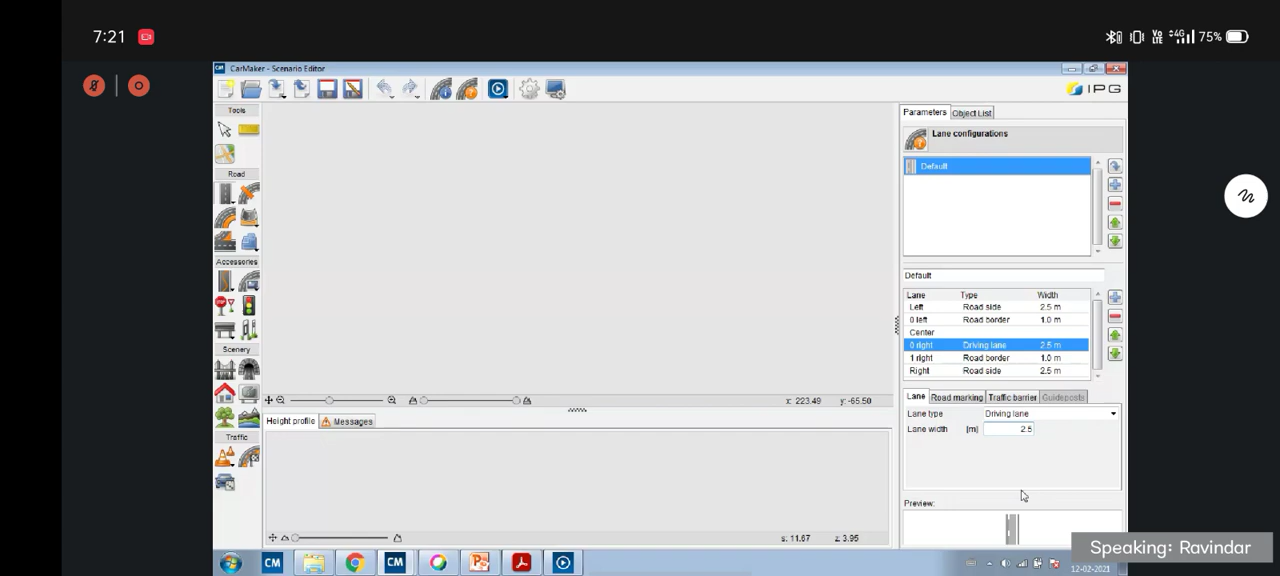 7:21
75%
CarMaker - Scenario Editor
IPG
Tools
Road
Accessories
Scenery
Traffic
x: 223.49 y: -65.50
Height profile Messages
s: 11.67 z: 3.95
Parameters Object List
Lane configurations
Default
Default
Lane Type Width
Left Road side 2.5 m
0 left Road border 1.0 m
Center
0 right Driving lane 2.5 m
1 right Road border 1.0 m
Right Road side 2.5 m
Lane Road marking Traffic barrier Guideposts
Lane type Driving lane
Lane width [m] 2.5
Preview:
Speaking: Ravindar
CM CM
12-02-2021